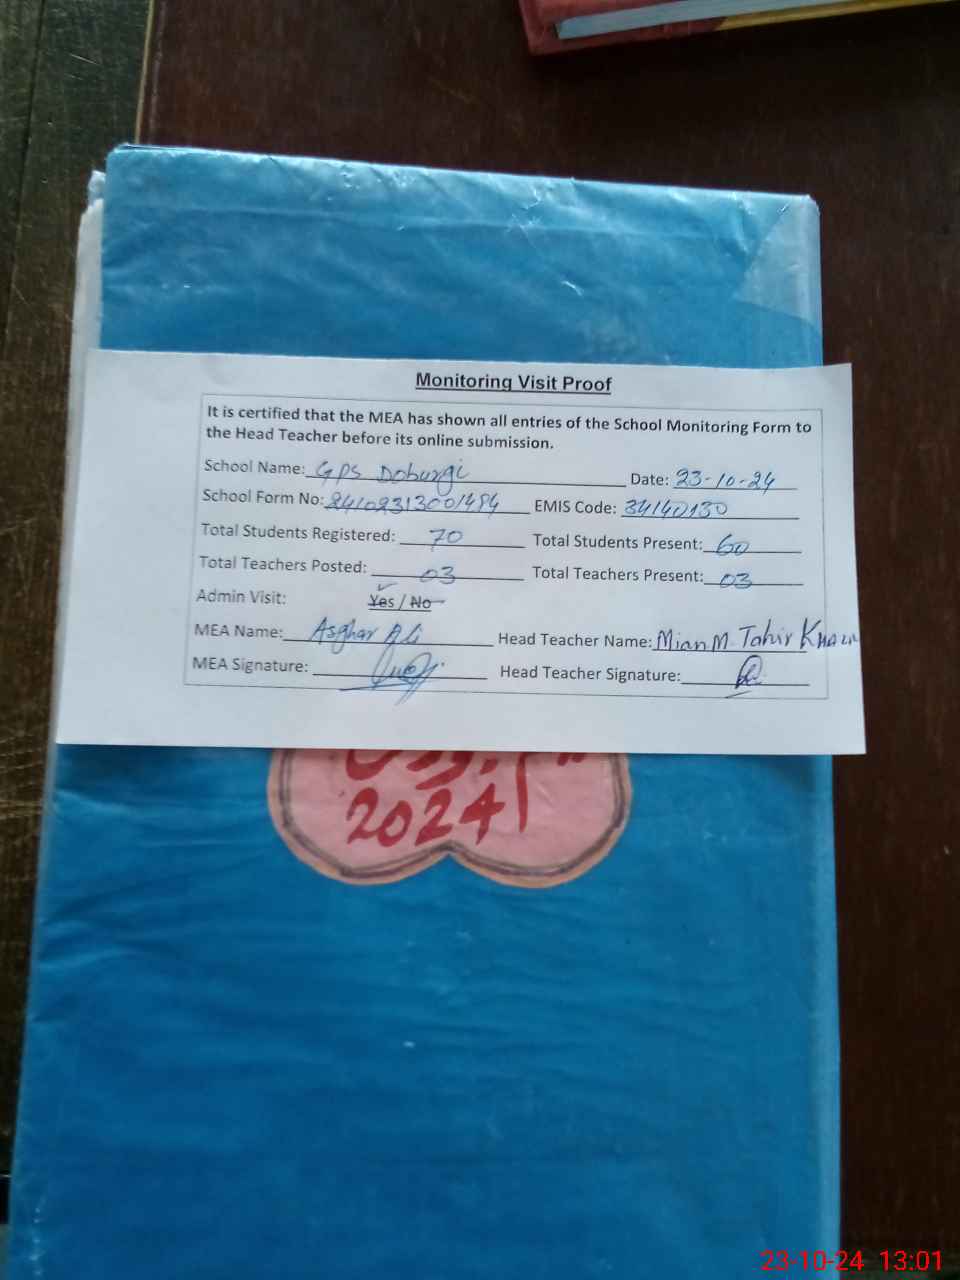 Monitoring Visit Proof
It is certified that the MEA has shown all entries of the School Monitoring Form to
the Head Teacher before its online submission.
School Name: GPS Doburgi Date: 23-10-24
School Form No: 24102313001494 EMIS Code: 34140130
Total Students Registered: 70 Total Students Present: 60
Total Teachers Posted: 03 Total Teachers Present: 03
Admin Visit: Yes / No
MEA Name: Asghar Ali Head Teacher Name: Mian M. Tahir
MEA Signature: Head Teacher Signature:
2024
23-10-24 13:01